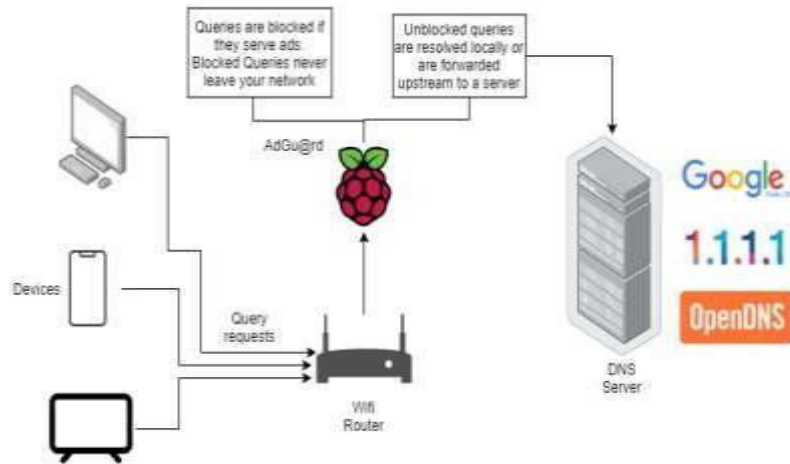 Queries are blocked if
they serve ads.
Blocked Queries never
leave your network
Unblocked queries
are resolved locally or
are forwarded
upstream to a server
AdGu@rd
Google
1.1.1.1
OpenDNS
Devices
Query
requests
Wifi
Router
DNS
Server